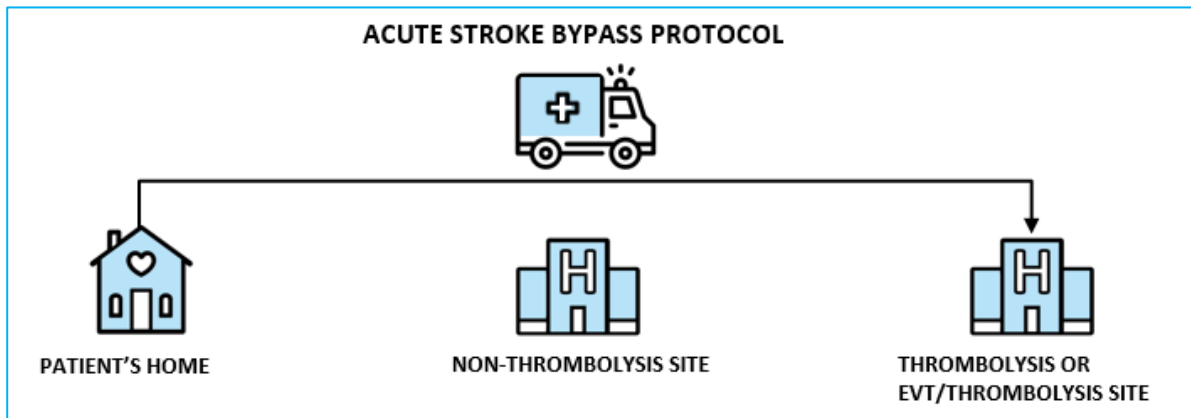 ACUTE STROKE BYPASS PROTOCOL
H
H
PATIENT'S HOME
NON-THROMBOLYSIS SITE
THROMBOLYSIS OR
EVT/THROMBOLYSIS SITE